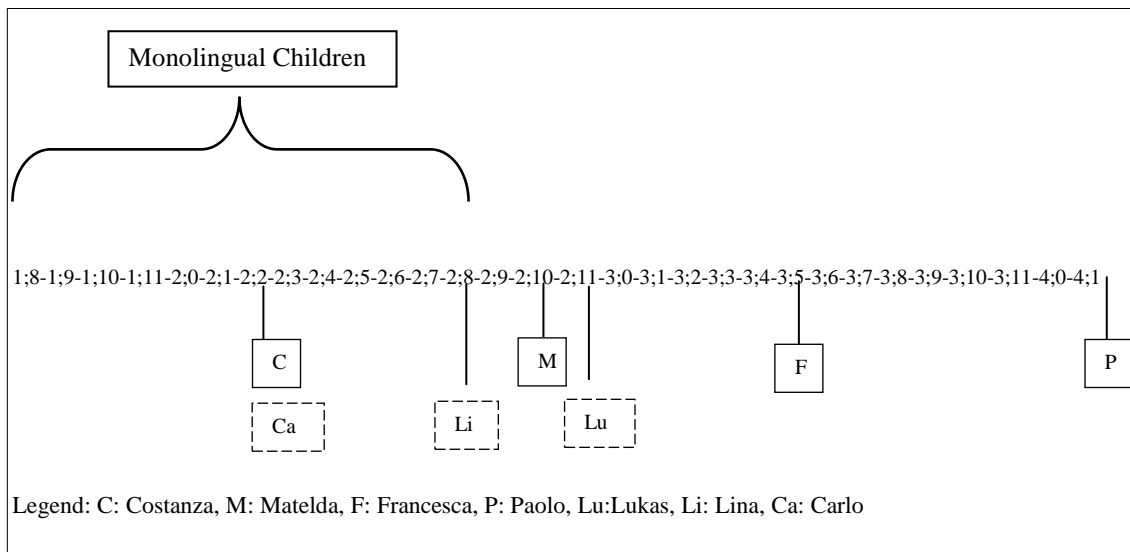 Monolingual Children
1;8-1;9-1;10-1;11-2;0-2;1-2;2-2;3-2;4-2;5-2;6-2;7-2;8-2;9-2;10-2;11-3;0-3;1-3;2-3;3-3;4-3;5-3;6-3;7-3;8-3;9-3;10-3;11-4;0-4;1
C
M
F
P
Ca
Li
Lu
Legend: C: Costanza, M: Matelda, F: Francesca, P: Paolo, Lu:Lukas, Li: Lina, Ca: Carlo